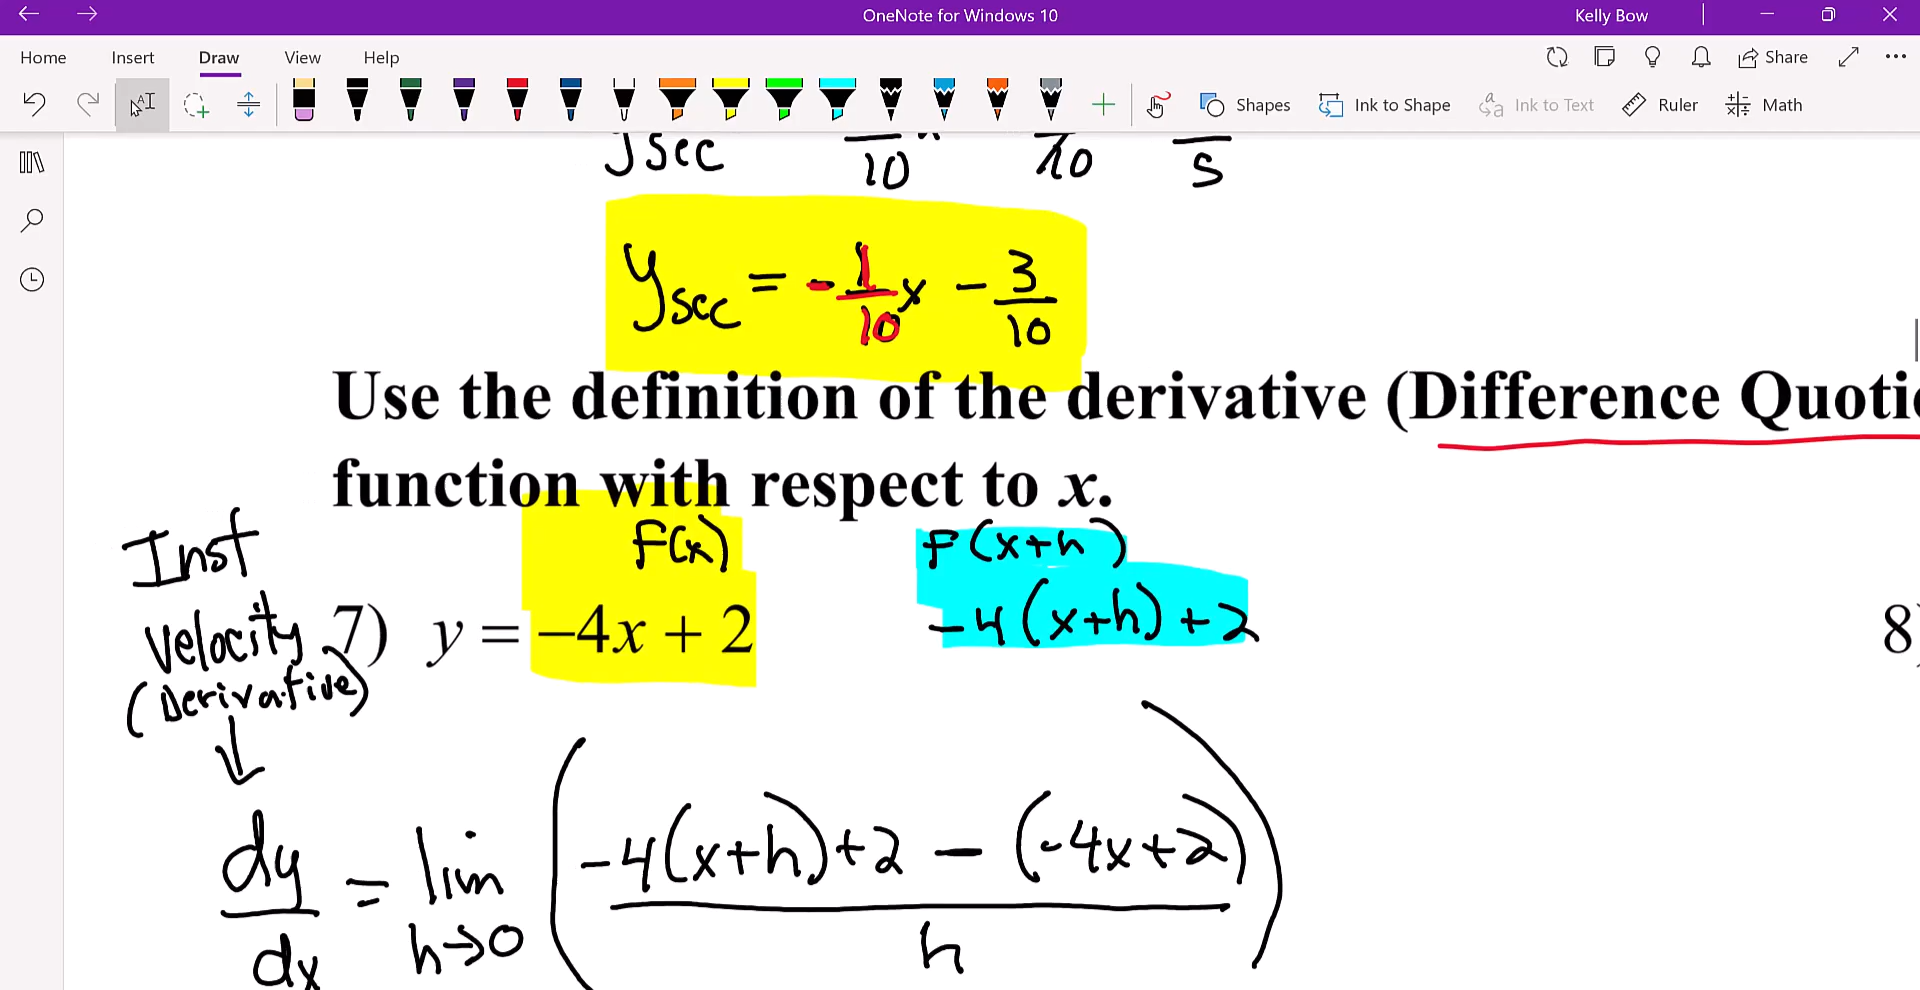 OneNote for Windows 10
Kelly Bow
Home Insert Draw View Help
Share
Shapes Ink to Shape Ink to Text Ruler Math
ysec 10 x 10 5
ysec = -1/10 x - 3/10
Use the definition of the derivative (Difference Quoti
function with respect to x.
Inst
velocity
(Derivative)
F(x)
F(x+h)
7) y = −4x + 2
-4(x+h)+2
8)
dy/dx = lim h→0 (-4(x+h)+2 - (-4x+2))/h